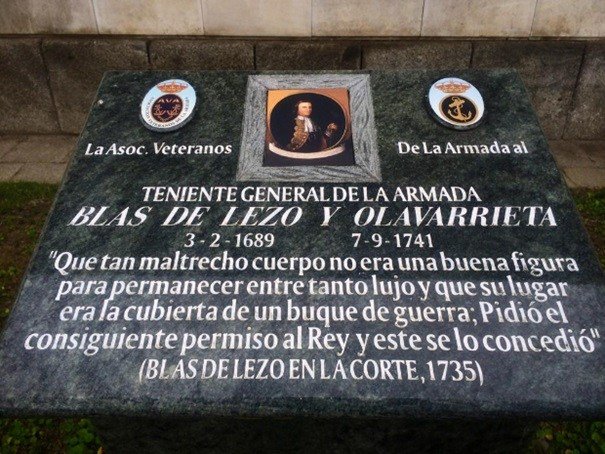 AVA
La Asoc. Veteranos De La Armada al
TENIENTE GENERAL DE LA ARMADA
BLAS DE LEZO Y OLAVARRIETA
3-2-1689 7-9-1741
"Que tan maltrecho cuerpo no era una buena figura
para permanecer entre tanto lujo y que su lugar
era la cubierta de un buque de guerra; Pidió el
consiguiente permiso al Rey y este se lo concedió"
(BLAS DE LEZO EN LA CORTE, 1735)